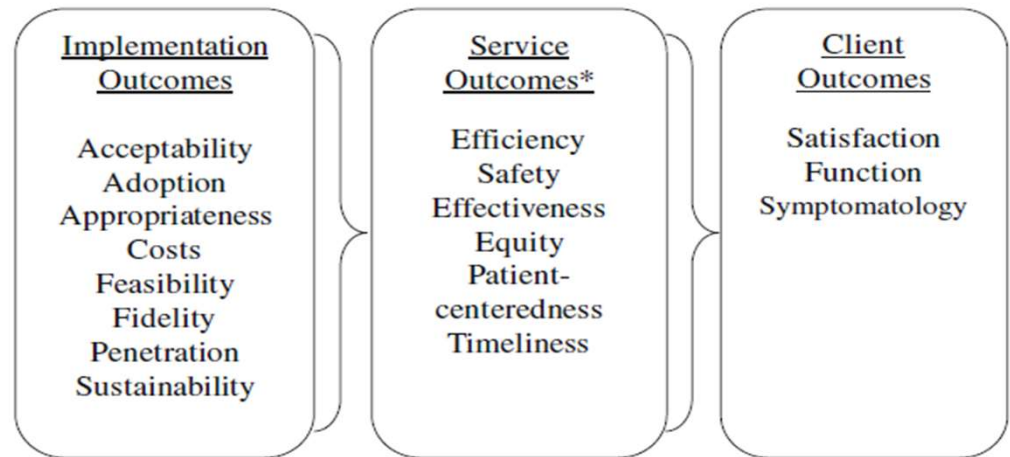 Implementation
Outcomes
Acceptability
Adoption
Appropriateness
Costs
Feasibility
Fidelity
Penetration
Sustainability
Service
Outcomes*
Efficiency
Safety
Effectiveness
Equity
Patient-
centeredness
Timeliness
Client
Outcomes
Satisfaction
Function
Symptomatology